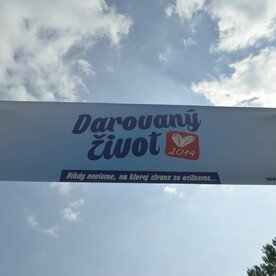 Darovaný
život
2014
Nikdy nevieme, na ktorej strane sa ocitneme...